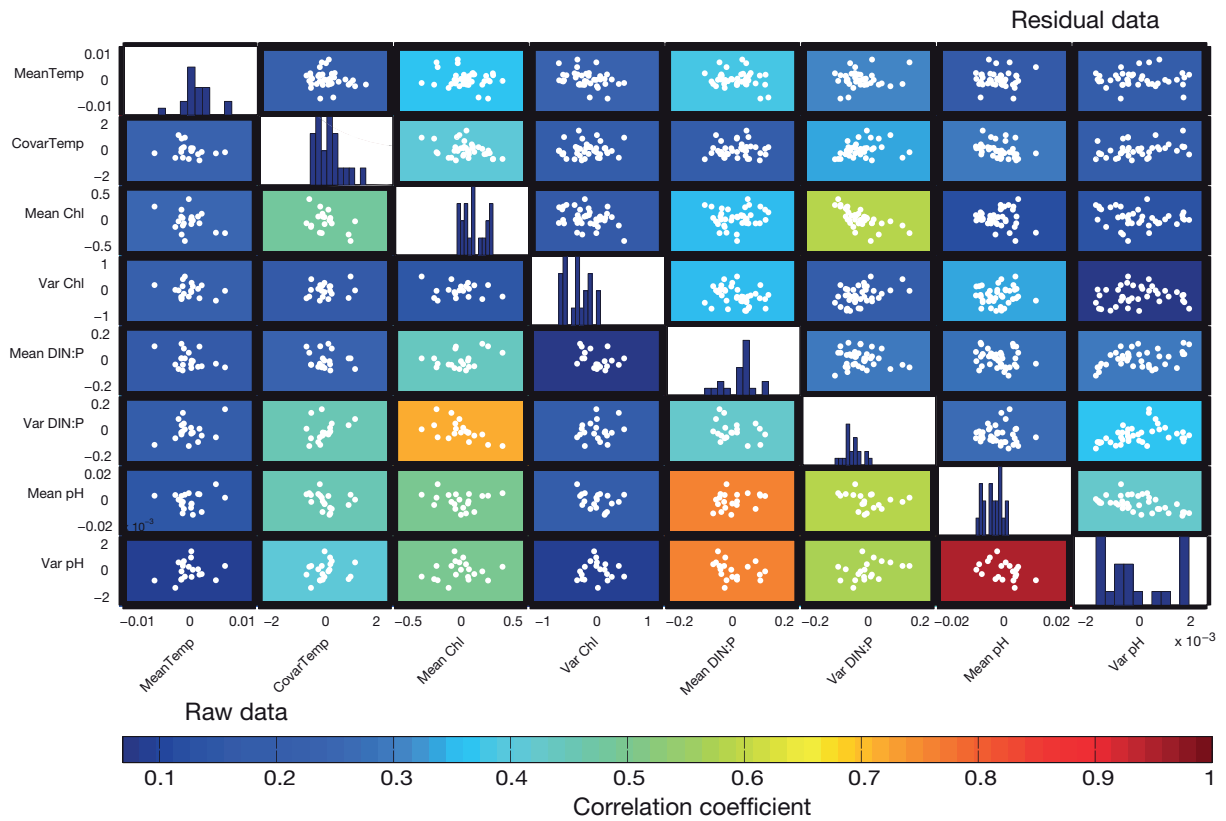 Residual data
0.01
MeanTemp 0
−0.01
2
CovarTemp 0
−2
0.5
Mean Chl 0
−0.5
1
Var Chl 0
−1
0.2
Mean DIN:P 0
−0.2
0.2
Var DIN:P 0
−0.2
0.02
Mean pH 0
−0.02 x 10⁻³
2
Var pH 0
−2
−0.01 0 0.01 −2 0 2 −0.5 0 0.5 −1 0 1 −0.2 0 0.2 −0.2 0 0.2 −0.02 0 0.02 −2 0 2
x 10⁻³
MeanTemp CovarTemp Mean Chl Var Chl Mean DIN:P Var DIN:P Mean pH Var pH
Raw data
0.1 0.2 0.3 0.4 0.5 0.6 0.7 0.8 0.9 1
Correlation coefficient